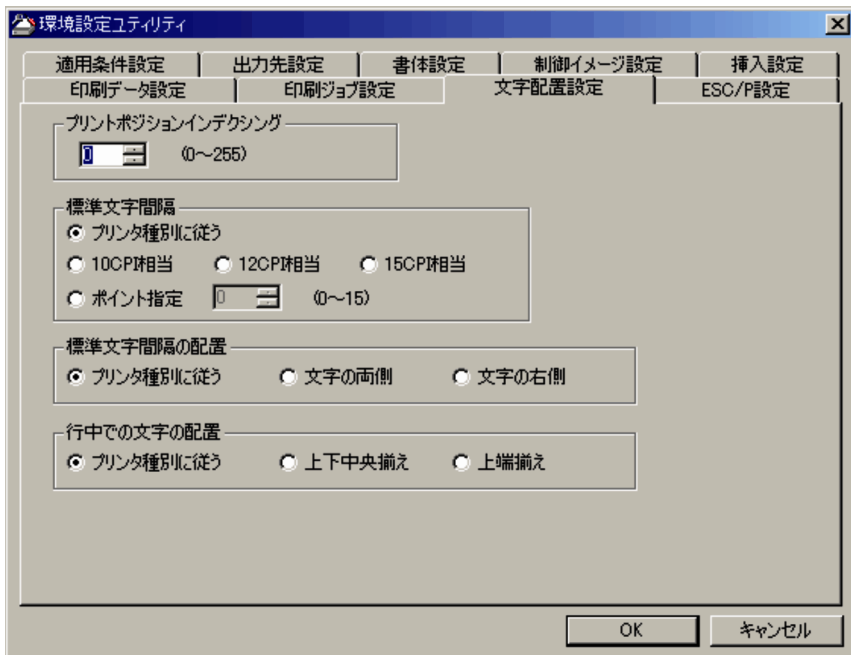 環境設定ユティリティ
適用条件設定 出力先設定 書体設定 制御イメージ設定 挿入設定
印刷データ設定 印刷ジョブ設定 文字配置設定 ESC/P設定
プリントポジションインデクシング
0 (0～255)
標準文字間隔
プリンタ種別に従う
10CPI相当 12CPI相当 15CPI相当
ポイント指定 0 (0～15)
標準文字間隔の配置
プリンタ種別に従う 文字の両側 文字の右側
行中での文字の配置
プリンタ種別に従う 上下中央揃え 上端揃え
OK キャンセル